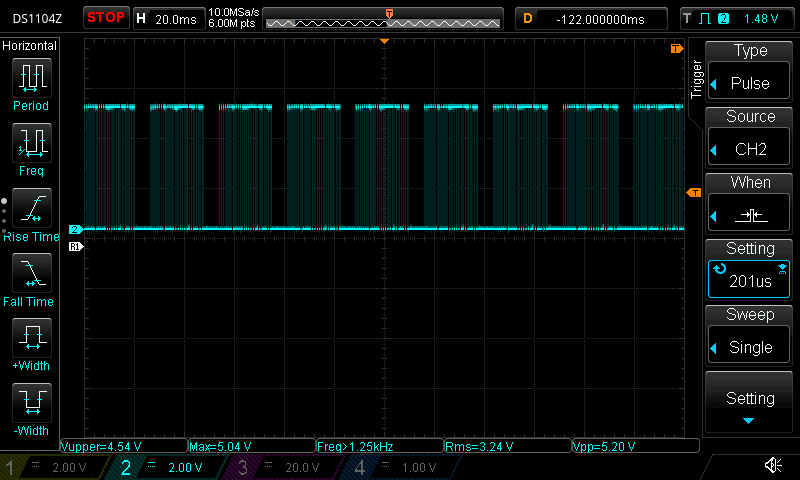 DS1104Z STOP H 20.0ms 10.0MSa/s 6.00M pts T D -122.000000ms T 2 1.48 V
Horizontal
Period
Freq
Rise Time
Fall Time
+Width
-Width
T
T
2
R1
Trigger
Type
Pulse
Source
CH2
When
Setting
201us
Sweep
Single
Setting
Vupper=4.54 V Max=5.04 V Freq>1.25kHz Rms=3.24 V Vpp=5.20 V
1 = 2.00 V 2 = 2.00 V 3 = 20.0 V 4 = 1.00 V